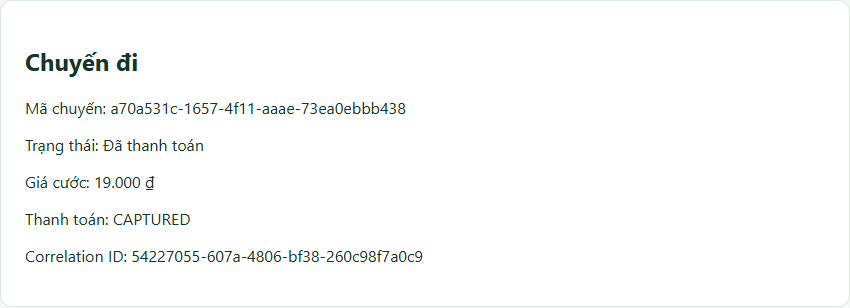 Chuyến đi
Mã chuyến: a70a531c-1657-4f11-aaae-73ea0ebbb438
Trạng thái: Đã thanh toán
Giá cước: 19.000 ₫
Thanh toán: CAPTURED
Correlation ID: 54227055-607a-4806-bf38-260c98f7a0c9